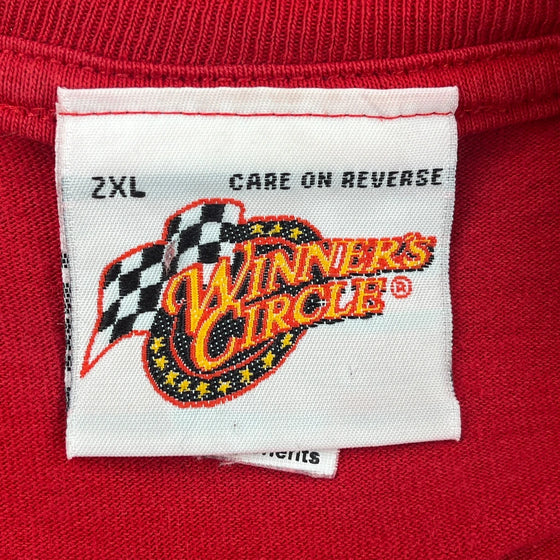 2XL CARE ON REVERSE
WINNER'S
CIRCLE ®